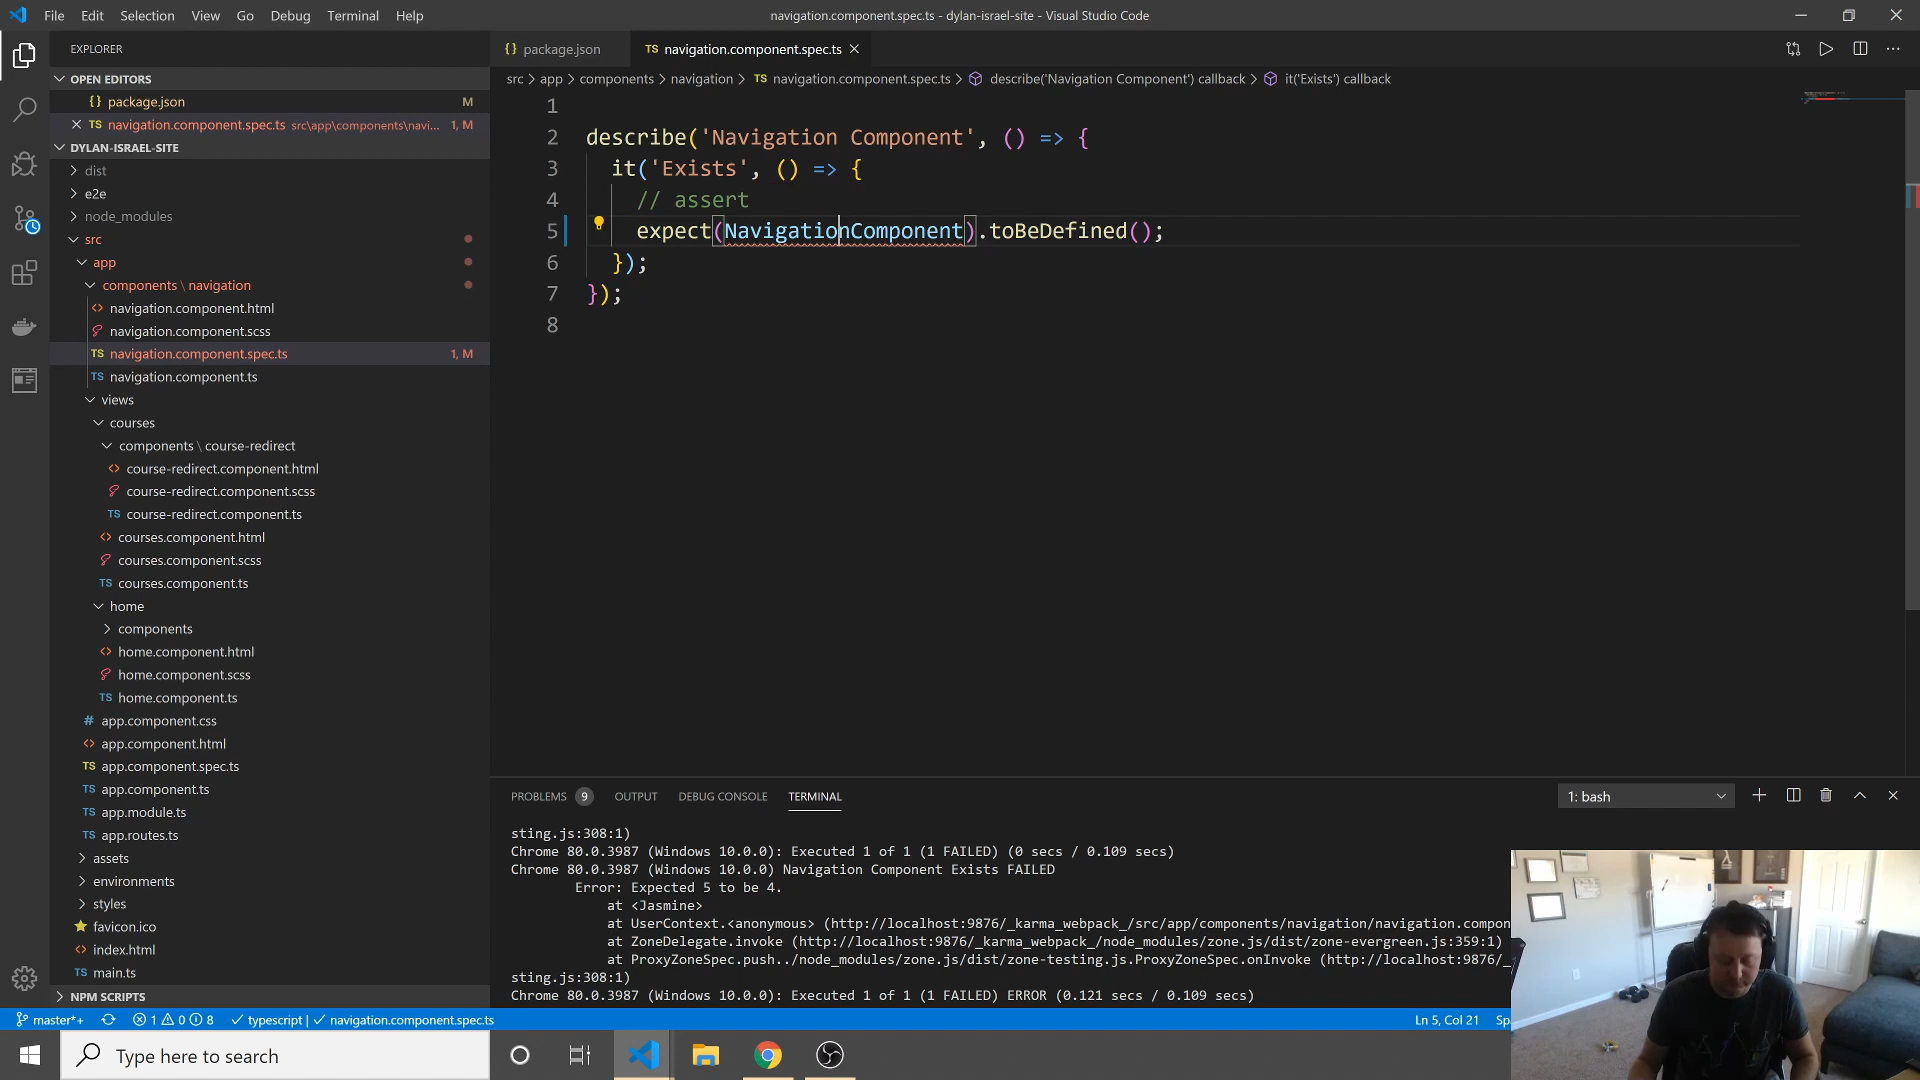 File Edit Selection View Go Debug Terminal Help
navigation.component.spec.ts - dylan-israel-site - Visual Studio Code
EXPLORER
OPEN EDITORS
{} package.json M
TS navigation.component.spec.ts src\app\components\navi... 1, M
DYLAN-ISRAEL-SITE
dist
e2e
node_modules
src
app
components \ navigation
<> navigation.component.html
navigation.component.scss
TS navigation.component.spec.ts 1, M
TS navigation.component.ts
views
courses
components \ course-redirect
<> course-redirect.component.html
course-redirect.component.scss
TS course-redirect.component.ts
<> courses.component.html
courses.component.scss
TS courses.component.ts
home
components
<> home.component.html
home.component.scss
TS home.component.ts
# app.component.css
<> app.component.html
TS app.component.spec.ts
TS app.component.ts
TS app.module.ts
TS app.routes.ts
assets
environments
styles
favicon.ico
<> index.html
TS main.ts
NPM SCRIPTS
{} package.json
TS navigation.component.spec.ts
src > app > components > navigation > TS navigation.component.spec.ts > describe('Navigation Component') callback > it('Exists') callback
1
2 describe('Navigation Component', () => {
3 it('Exists', () => {
4 // assert
5 expect(NavigationComponent).toBeDefined();
6 });
7 });
8
PROBLEMS 9 OUTPUT DEBUG CONSOLE TERMINAL
1: bash
sting.js:308:1)
Chrome 80.0.3987 (Windows 10.0.0): Executed 1 of 1 (1 FAILED) (0 secs / 0.109 secs)
Chrome 80.0.3987 (Windows 10.0.0) Navigation Component Exists FAILED
Error: Expected 5 to be 4.
at <Jasmine>
at UserContext.<anonymous> (http://localhost:9876/_karma_webpack_/src/app/components/navigation/navigation.compon
at ZoneDelegate.invoke (http://localhost:9876/_karma_webpack_/node_modules/zone.js/dist/zone-evergreen.js:359:1)
at ProxyZoneSpec.push../node_modules/zone.js/dist/zone-testing.js.ProxyZoneSpec.onInvoke (http://localhost:9876/_
sting.js:308:1)
Chrome 80.0.3987 (Windows 10.0.0): Executed 1 of 1 (1 FAILED) ERROR (0.121 secs / 0.109 secs)
master*+ 1 0 8 typescript | navigation.component.spec.ts
Ln 5, Col 21 Sp
Type here to search